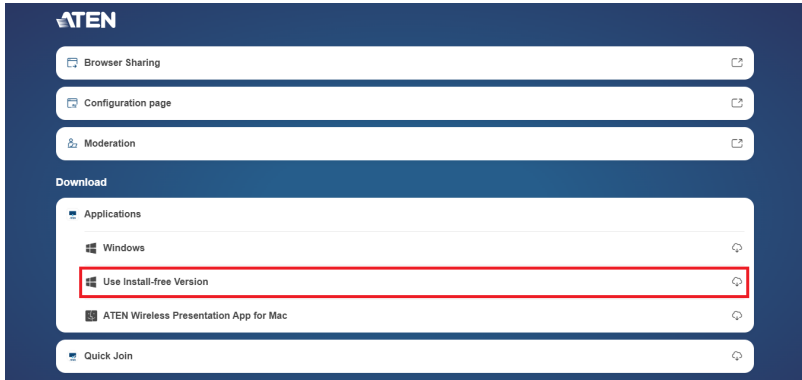 ATEN
Browser Sharing
Configuration page
Moderation
Download
Applications
Windows
Use Install-free Version
ATEN Wireless Presentation App for Mac
Quick Join